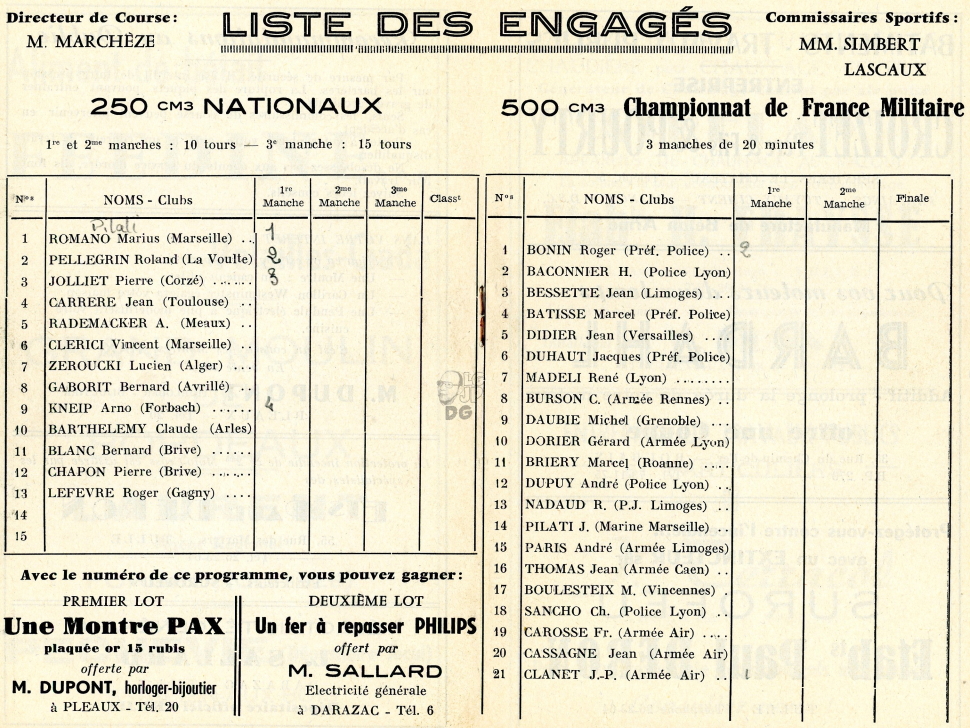 Directeur de Course :
M. MARCHÈZE
LISTE DES ENGAGÉS
Commissaires Sportifs :
MM. SIMBERT
LASCAUX
250 CM3 NATIONAUX
1re et 2me manches : 10 tours — 3e manche : 15 tours
Nos NOMS - Clubs 1re Manche 2me Manche 3me Manche Classt
Pilati
1 ROMANO Marius (Marseille) .. 1
2 PELLEGRIN Roland (La Voulte) 2
3 JOLLIET Pierre (Corzé) ...... 3
4 CARRERE Jean (Toulouse)
5 RADEMACKER A. (Meaux) ..
6 CLERICI Vincent (Marseille) ..
7 ZEROUCKI Lucien (Alger) ...
8 GABORIT Bernard (Avrillé)
9 KNEIP Arno (Forbach) ...... 4
10 BARTHELEMY Claude (Arles)
11 BLANC Bernard (Brive) ....
12 CHAPON Pierre (Brive) ......
13 LEFEVRE Roger (Gagny) ....
14
15
500 CM3 Championnat de France Militaire
3 manches de 20 minutes
Nos NOMS - Clubs 1re Manche 2me Manche Finale
1 BONIN Roger (Préf. Police) .. 2
2 BACONNIER H. (Police Lyon)
3 BESSETTE Jean (Limoges) ...
4 BATISSE Marcel (Préf. Police)
5 DIDIER Jean (Versailles) ....
6 DUHAUT Jacques (Préf. Police)
7 MADELI René (Lyon) ........
8 BURSON C. (Armée Rennes) ..
9 DAUBIE Michel (Grenoble)
10 DORIER Gérard (Armée Lyon)
11 BRIERY Marcel (Roanne) ...
12 DUPUY André (Police Lyon) ..
13 NADAUD R. (P.J. Limoges) ..
14 PILATI J. (Marine Marseille) ..
15 PARIS André (Armée Limoges)
16 THOMAS Jean (Armée Caen) ..
17 BOULESTEIX M. (Vincennes) .
18 SANCHO Ch. (Police Lyon) ..
19 CAROSSE Fr. (Armée Air) ....
20 CASSAGNE Jean (Armée Air)
21 CLANET J.-P. (Armée Air) .
DG
Avec le numéro de ce programme, vous pouvez gagner :
PREMIER LOT
Une Montre PAX
plaquée or 15 rubis
offerte par
M. DUPONT, horloger-bijoutier
à PLEAUX - Tél. 20
DEUXIÈME LOT
Un fer à repasser PHILIPS
offert par
M. SALLARD
Electricité générale
à DARAZAC - Tél. 6